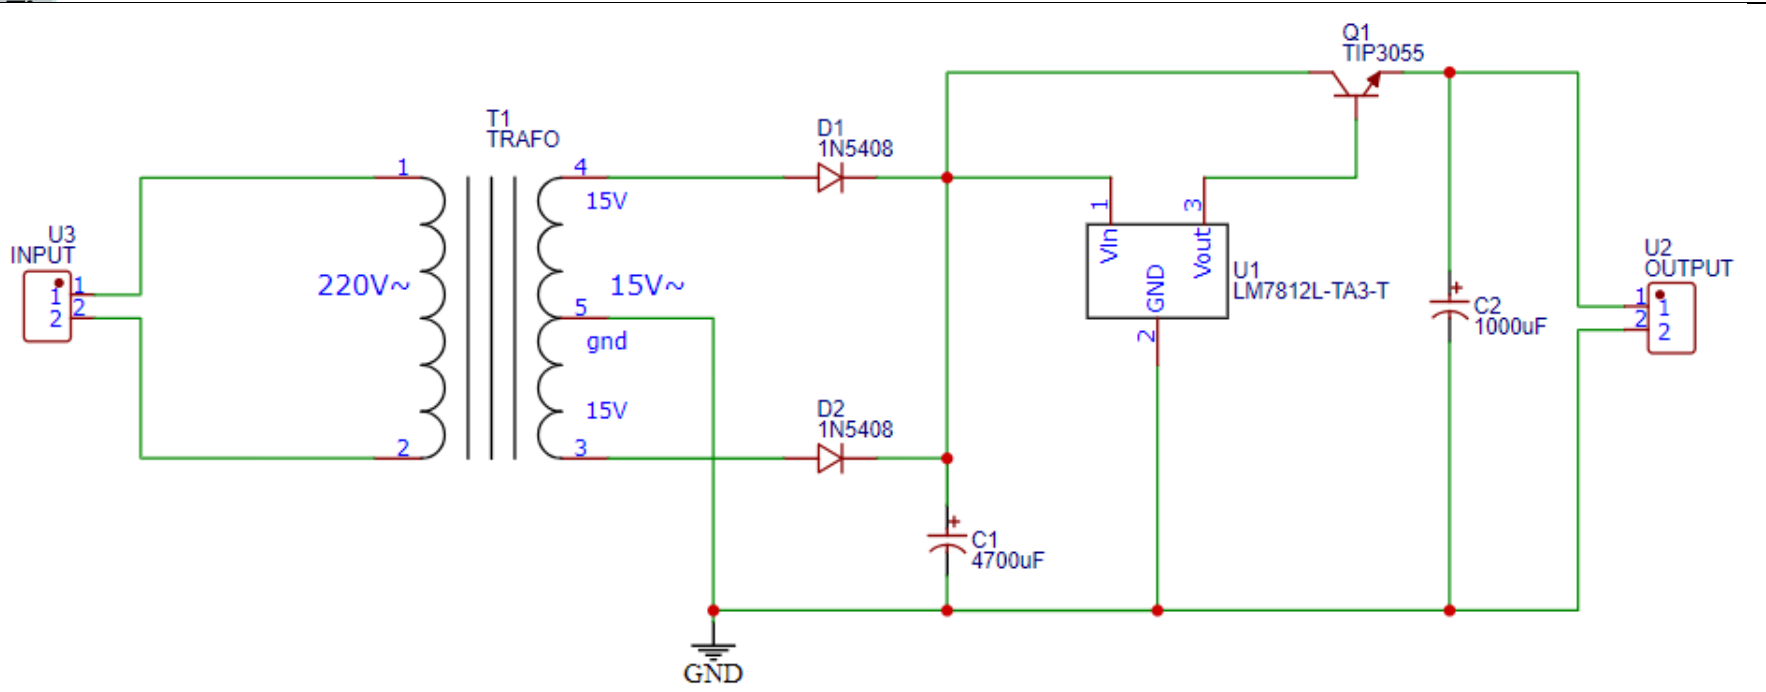 Q1
TIP3055
T1
TRAFO
D1
1N5408
1
4
15V
U3
INPUT
1
2
1
2
220V~
15V~
5
gnd
1
3
VIn
Vout
GND
2
U1
LM7812L-TA3-T
+
C2
1000uF
U2
OUTPUT
1
2
1
2
15V
D2
1N5408
2
3
+
C1
4700uF
GND